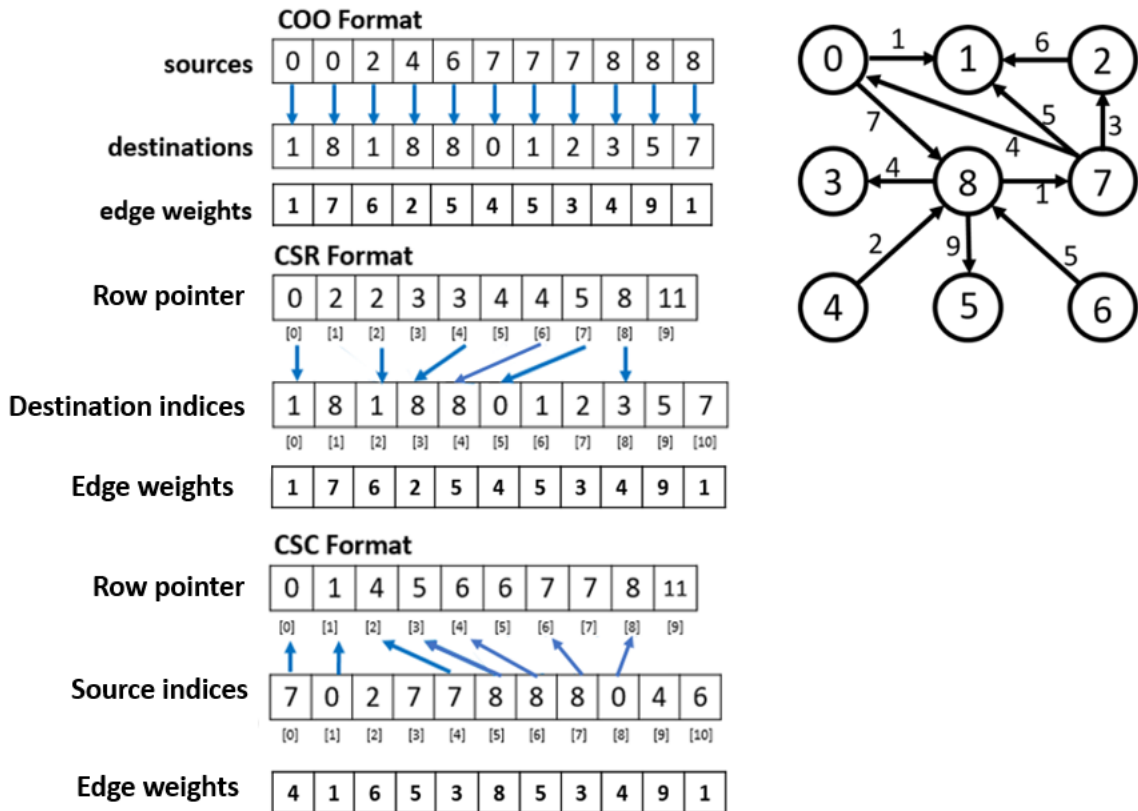 COO Format
sources 0 0 2 4 6 7 7 7 8 8 8
destinations 1 8 1 8 8 0 1 2 3 5 7
edge weights 1 7 6 2 5 4 5 3 4 9 1
CSR Format
Row pointer 0 2 2 3 3 4 4 5 8 11
[0] [1] [2] [3] [4] [5] [6] [7] [8] [9]
Destination indices 1 8 1 8 8 0 1 2 3 5 7
[0] [1] [2] [3] [4] [5] [6] [7] [8] [9] [10]
Edge weights 1 7 6 2 5 4 5 3 4 9 1
CSC Format
Row pointer 0 1 4 5 6 6 7 7 8 11
[0] [1] [2] [3] [4] [5] [6] [7] [8] [9]
Source indices 7 0 2 7 7 8 8 8 0 4 6
[0] [1] [2] [3] [4] [5] [6] [7] [8] [9] [10]
Edge weights 4 1 6 5 3 8 5 3 4 9 1
0 1 1 6 2
7 4 5 3
3 4 8 1 7
2 9 5
4 5 6